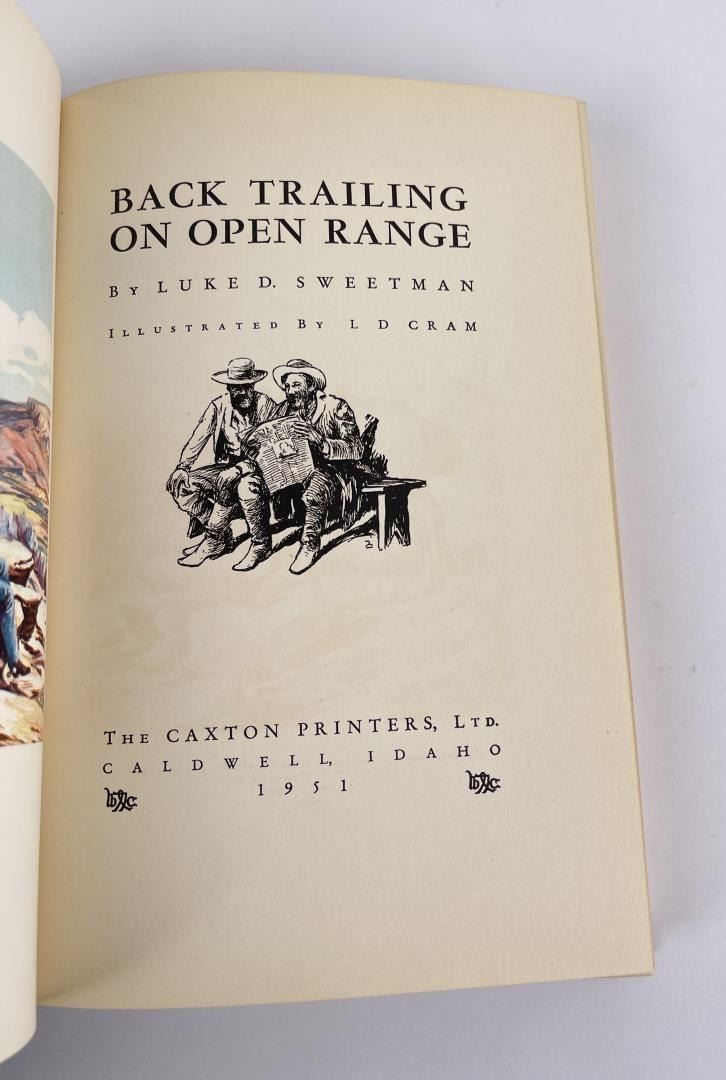 BACK TRAILING
ON OPEN RANGE
BY LUKE D. SWEETMAN
ILLUSTRATED BY L D CRAM
THE CAXTON PRINTERS, LTD.
CALDWELL, IDAHO
1951